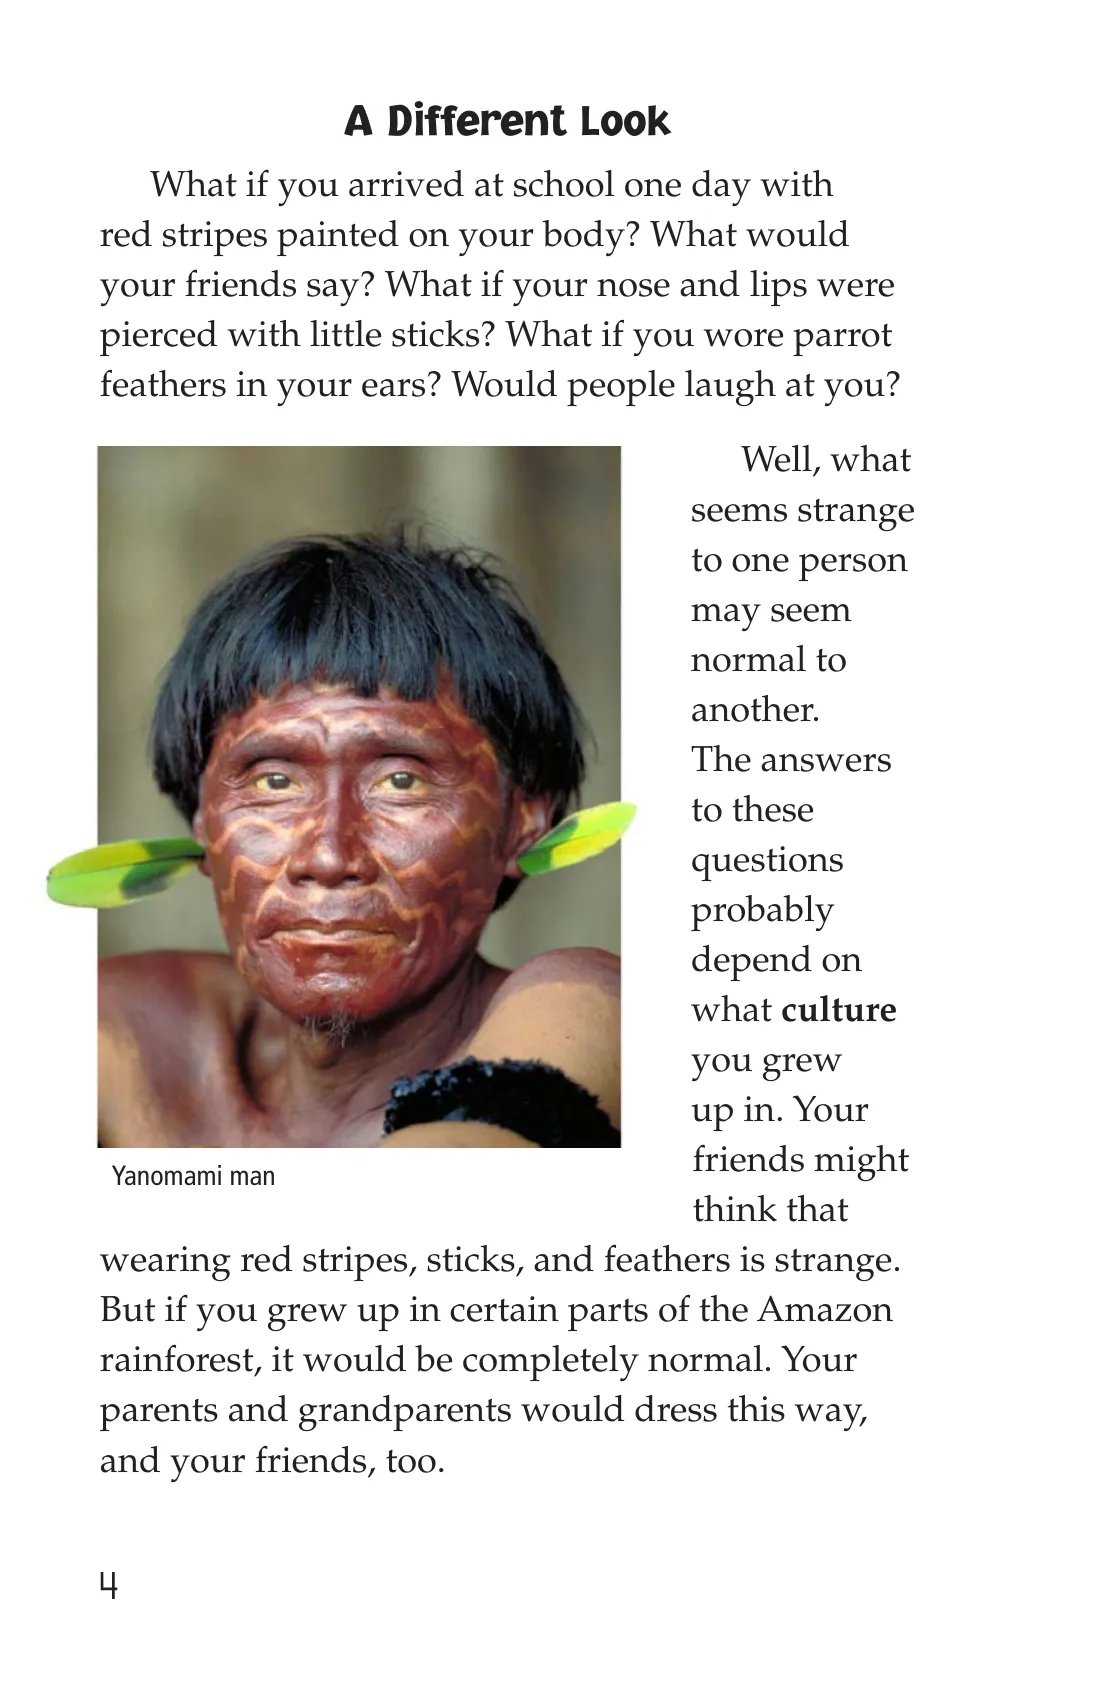 A Different Look
What if you arrived at school one day with
red stripes painted on your body? What would
your friends say? What if your nose and lips were
pierced with little sticks? What if you wore parrot
feathers in your ears? Would people laugh at you?
Well, what
seems strange
to one person
may seem
normal to
another.
The answers
to these
questions
probably
depend on
what culture
you grew
up in. Your
friends might
think that
Yanomami man
wearing red stripes, sticks, and feathers is strange.
But if you grew up in certain parts of the Amazon
rainforest, it would be completely normal. Your
parents and grandparents would dress this way,
and your friends, too.
4